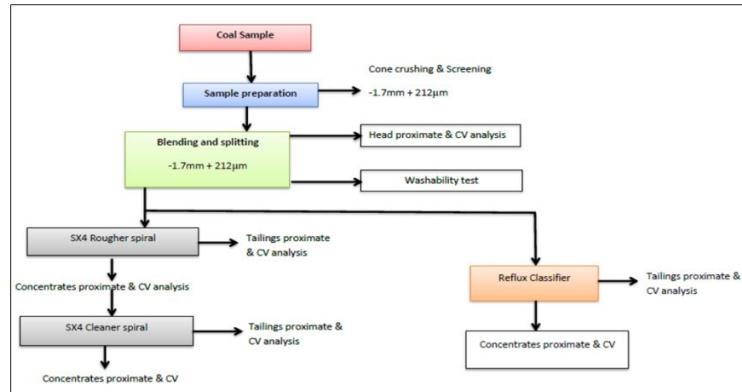 Coal Sample
Cone crushing & Screening
Sample preparation
-1.7mm + 212µm
Blending and splitting
-1.7mm + 212µm
Head proximate & CV analysis
Washability test
SX4 Rougher spiral
Tailings proximate
& CV analysis
Concentrates proximate & CV analysis
SX4 Cleaner spiral
Tailings proximate &
CV analysis
Concentrates proximate & CV
Reflux Classifier
Tailings proximate &
CV analysis
Concentrates proximate & CV